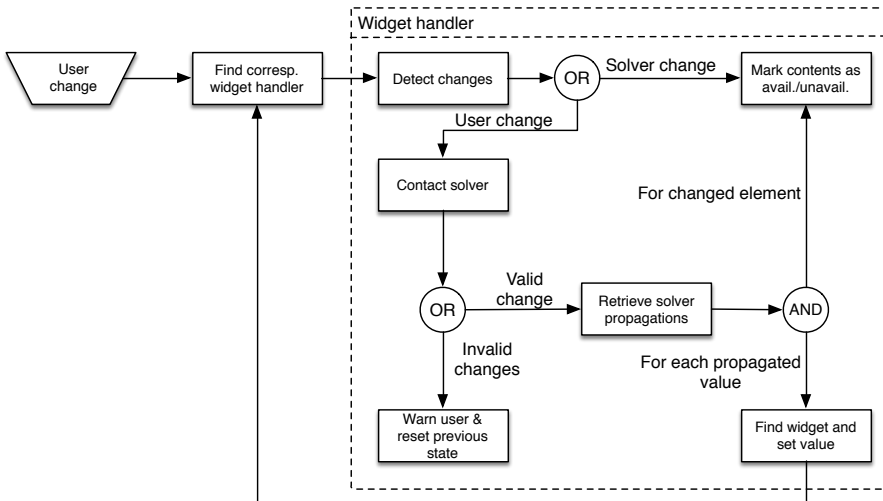 Widget handler
User
change
Find corresp.
widget handler
Detect changes
OR
Solver change
Mark contents as
avail./unavail.
User change
Contact solver
For changed element
OR
Valid
change
Retrieve solver
propagations
AND
Invalid
changes
For each propagated
value
Warn user &
reset previous
state
Find widget and
set value